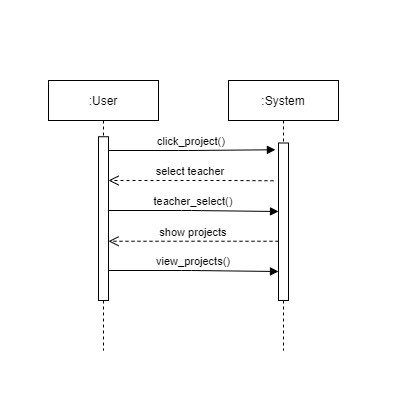 :User
:System
click_project()
select teacher
teacher_select()
show projects
view_projects()